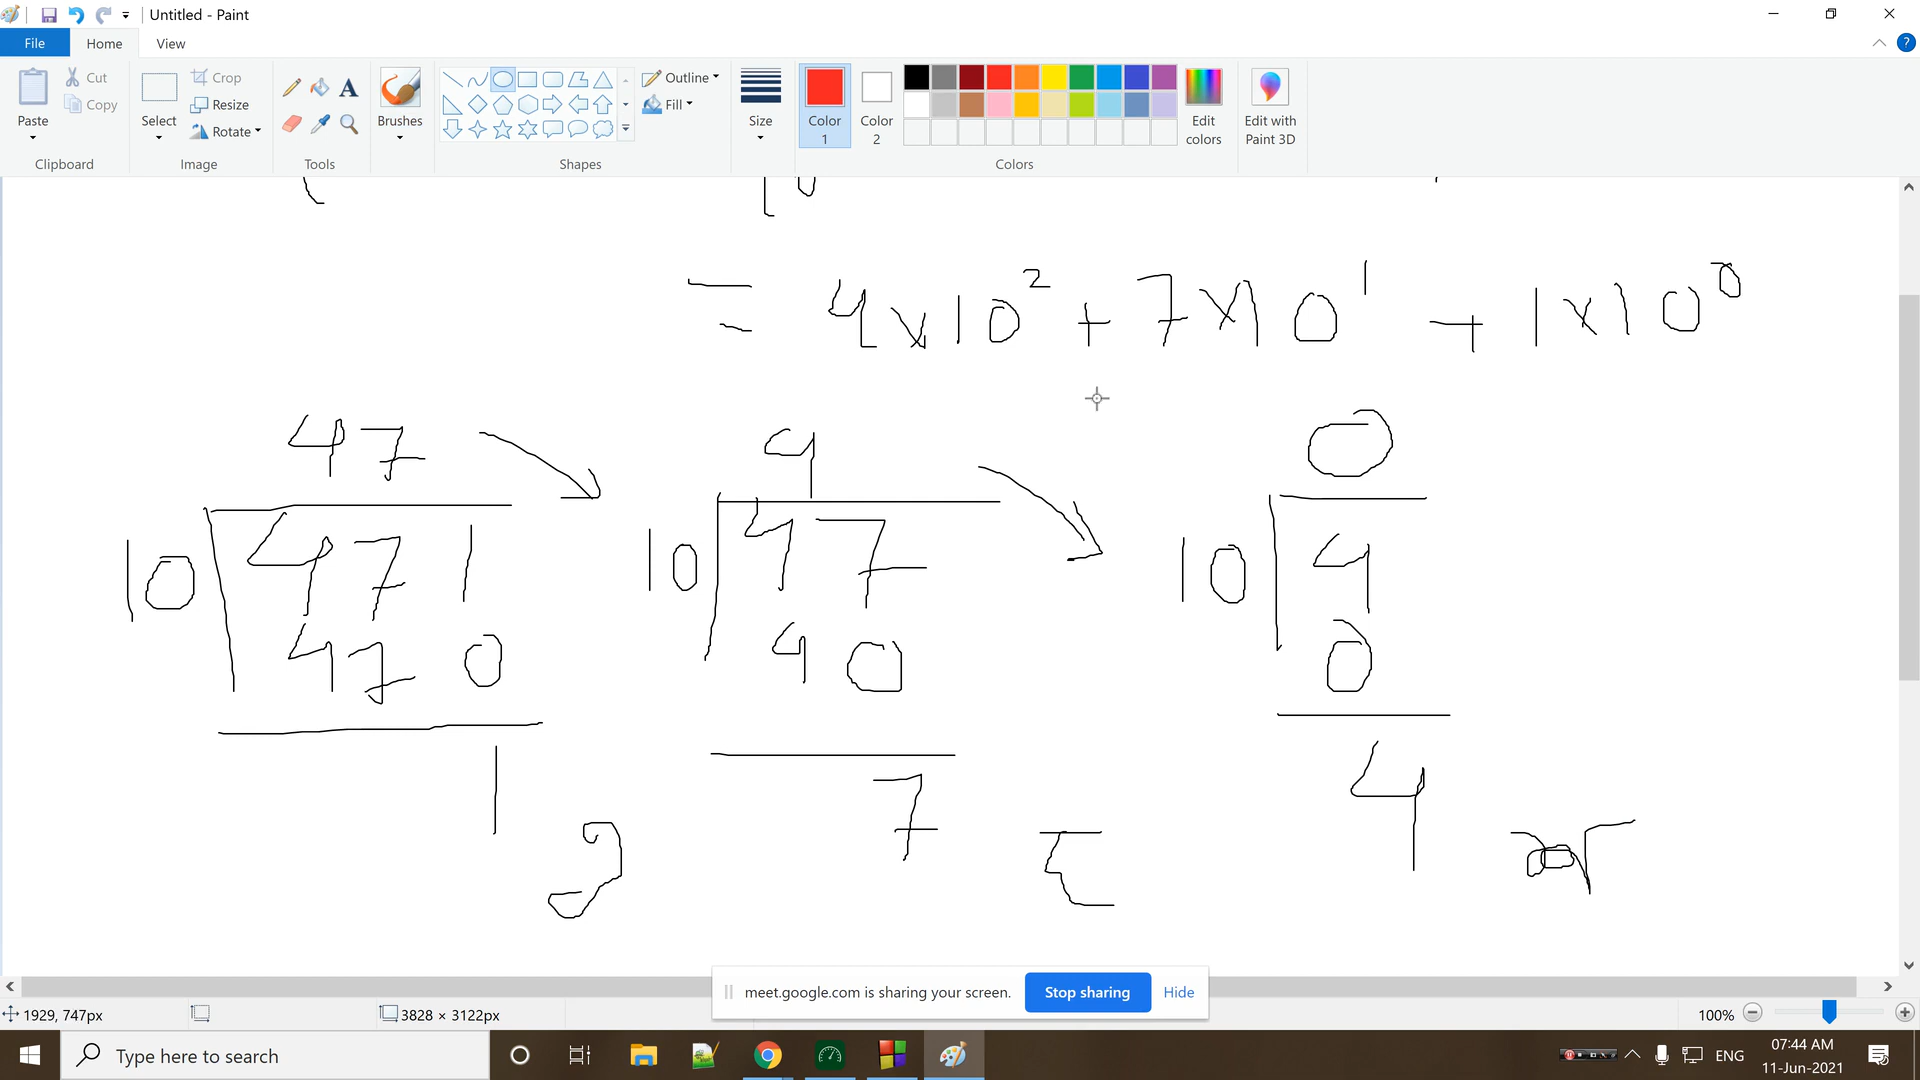 Untitled - Paint
File Home View
Cut
Copy
Paste
Clipboard
Select
Crop
Resize
Rotate
Image
Tools
Brushes
Shapes
Outline
Fill
Size
Color 1
Color 2
Edit colors
Colors
Edit with Paint 3D
= 4 x 10² + 7 x 10¹ + 1 x 10⁰
47 4 0
10 471 10 47 10 4
470 40 0
1 7 4
meet.google.com is sharing your screen. Stop sharing Hide
1929, 747px 3828 × 3122px 100%
Type here to search ENG 07:44 AM
11-Jun-2021